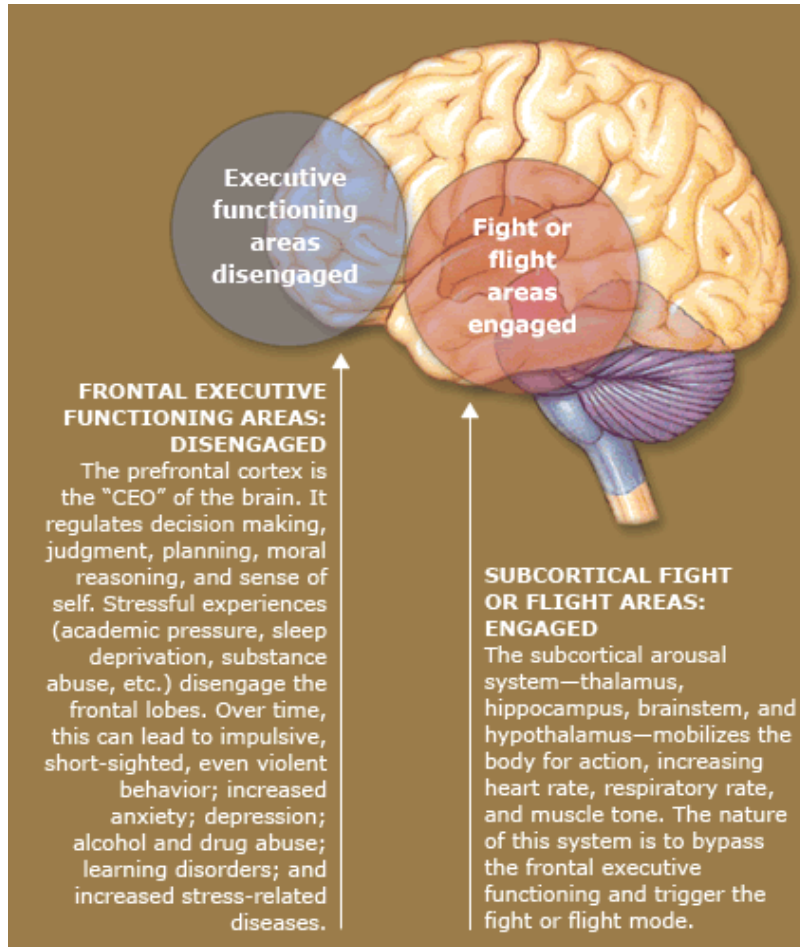 Executive
functioning
areas
disengaged
Fight or
flight
areas
engaged
FRONTAL EXECUTIVE
FUNCTIONING AREAS:
DISENGAGED
The prefrontal cortex is
the “CEO” of the brain. It
regulates decision making,
judgment, planning, moral
reasoning, and sense of
self. Stressful experiences
(academic pressure, sleep
deprivation, substance
abuse, etc.) disengage the
frontal lobes. Over time,
this can lead to impulsive,
short-sighted, even violent
behavior; increased
anxiety; depression;
alcohol and drug abuse;
learning disorders; and
increased stress-related
diseases.
SUBCORTICAL FIGHT
OR FLIGHT AREAS:
ENGAGED
The subcortical arousal
system—thalamus,
hippocampus, brainstem, and
hypothalamus—mobilizes the
body for action, increasing
heart rate, respiratory rate,
and muscle tone. The nature
of this system is to bypass
the frontal executive
functioning and trigger the
fight or flight mode.